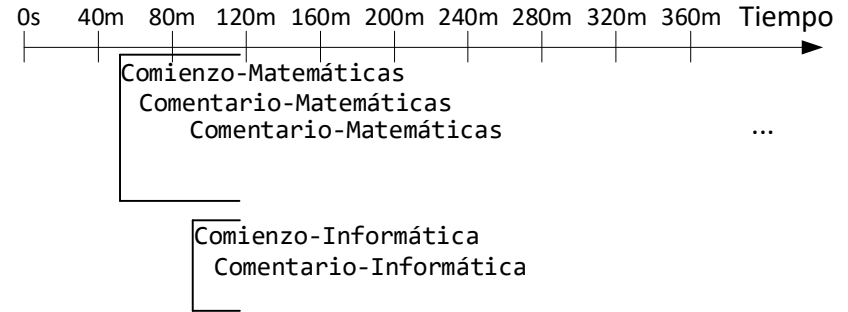 0s 40m 80m 120m 160m 200m 240m 280m 320m 360m Tiempo
Comienzo-Matemáticas
Comentario-Matemáticas
Comentario-Matemáticas ...
Comienzo-Informática
Comentario-Informática